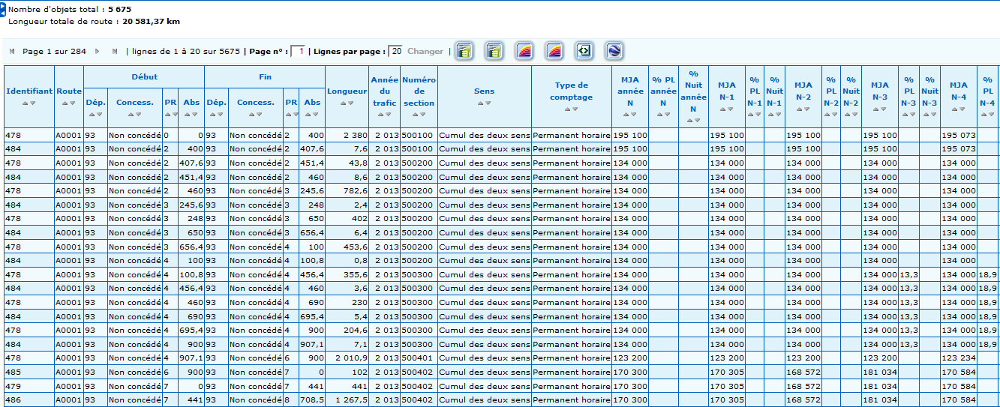 Nombre d'objets total : 5 675
Longueur totale de route : 20 581,37 km
Page 1 sur 284 | lignes de 1 à 20 sur 5675 | Page n° : 1 | Lignes par page : 20 Changer |
Identifiant Route Début Fin Longueur Année du trafic Numéro de section Sens Type de comptage MJA année N % PL année N % Nuit année N MJA N-1 % PL N-1 % Nuit N-1 MJA N-2 % PL N-2 % Nuit N-2 MJA N-3 % PL N-3 % Nuit N-3 MJA N-4 % PL N-4
Dép. Concess. PR Abs Dép. Concess. PR Abs
478 A0001 93 Non concédé 0 0 93 Non concédé 2 400 2 380 2 013 500100 Cumul des deux sens Permanent horaire 195 100 195 100 195 100 195 100 195 073
484 A0001 93 Non concédé 2 400 93 Non concédé 2 407,6 7,6 2 013 500100 Cumul des deux sens Permanent horaire 195 100 195 100 195 100 195 100 195 073
478 A0001 93 Non concédé 2 407,6 93 Non concédé 2 451,4 43,8 2 013 500200 Cumul des deux sens Permanent horaire 134 000 134 000 134 000 134 000 134 000
484 A0001 93 Non concédé 2 451,4 93 Non concédé 2 460 8,6 2 013 500200 Cumul des deux sens Permanent horaire 134 000 134 000 134 000 134 000 134 000
478 A0001 93 Non concédé 2 460 93 Non concédé 3 245,6 782,6 2 013 500200 Cumul des deux sens Permanent horaire 134 000 134 000 134 000 134 000 134 000
484 A0001 93 Non concédé 3 245,6 93 Non concédé 3 248 2,4 2 013 500200 Cumul des deux sens Permanent horaire 134 000 134 000 134 000 134 000 134 000
478 A0001 93 Non concédé 3 248 93 Non concédé 3 650 402 2 013 500200 Cumul des deux sens Permanent horaire 134 000 134 000 134 000 134 000 134 000
484 A0001 93 Non concédé 3 650 93 Non concédé 3 656,4 6,4 2 013 500200 Cumul des deux sens Permanent horaire 134 000 134 000 134 000 134 000 134 000
478 A0001 93 Non concédé 3 656,4 93 Non concédé 4 100 453,6 2 013 500200 Cumul des deux sens Permanent horaire 134 000 134 000 134 000 134 000 134 000
484 A0001 93 Non concédé 4 100 93 Non concédé 4 100,8 0,8 2 013 500200 Cumul des deux sens Permanent horaire 134 000 134 000 134 000 134 000 134 000
478 A0001 93 Non concédé 4 100,8 93 Non concédé 4 456,4 355,6 2 013 500300 Cumul des deux sens Permanent horaire 134 000 134 000 134 000 134 000 13,3 134 000 18,9
484 A0001 93 Non concédé 4 456,4 93 Non concédé 4 460 3,6 2 013 500300 Cumul des deux sens Permanent horaire 134 000 134 000 134 000 134 000 13,3 134 000 18,9
478 A0001 93 Non concédé 4 460 93 Non concédé 4 690 230 2 013 500300 Cumul des deux sens Permanent horaire 134 000 134 000 134 000 134 000 13,3 134 000 18,9
484 A0001 93 Non concédé 4 690 93 Non concédé 4 695,4 5,4 2 013 500300 Cumul des deux sens Permanent horaire 134 000 134 000 134 000 134 000 13,3 134 000 18,9
478 A0001 93 Non concédé 4 695,4 93 Non concédé 4 900 204,6 2 013 500300 Cumul des deux sens Permanent horaire 134 000 134 000 134 000 134 000 13,3 134 000 18,9
484 A0001 93 Non concédé 4 900 93 Non concédé 4 907,1 7,1 2 013 500300 Cumul des deux sens Permanent horaire 134 000 134 000 134 000 134 000 13,3 134 000 18,9
478 A0001 93 Non concédé 4 907,1 93 Non concédé 6 900 2 010,9 2 013 500401 Cumul des deux sens Permanent horaire 123 200 123 200 123 200 123 200 123 234
485 A0001 93 Non concédé 6 900 93 Non concédé 7 0 102 2 013 500402 Cumul des deux sens Permanent horaire 170 300 170 305 168 572 181 034 170 584
479 A0001 93 Non concédé 7 0 93 Non concédé 7 441 441 2 013 500402 Cumul des deux sens Permanent horaire 170 300 170 305 168 572 181 034 170 584
486 A0001 93 Non concédé 7 441 93 Non concédé 8 708,5 1 267,5 2 013 500402 Cumul des deux sens Permanent horaire 170 300 170 305 168 572 181 034 170 584